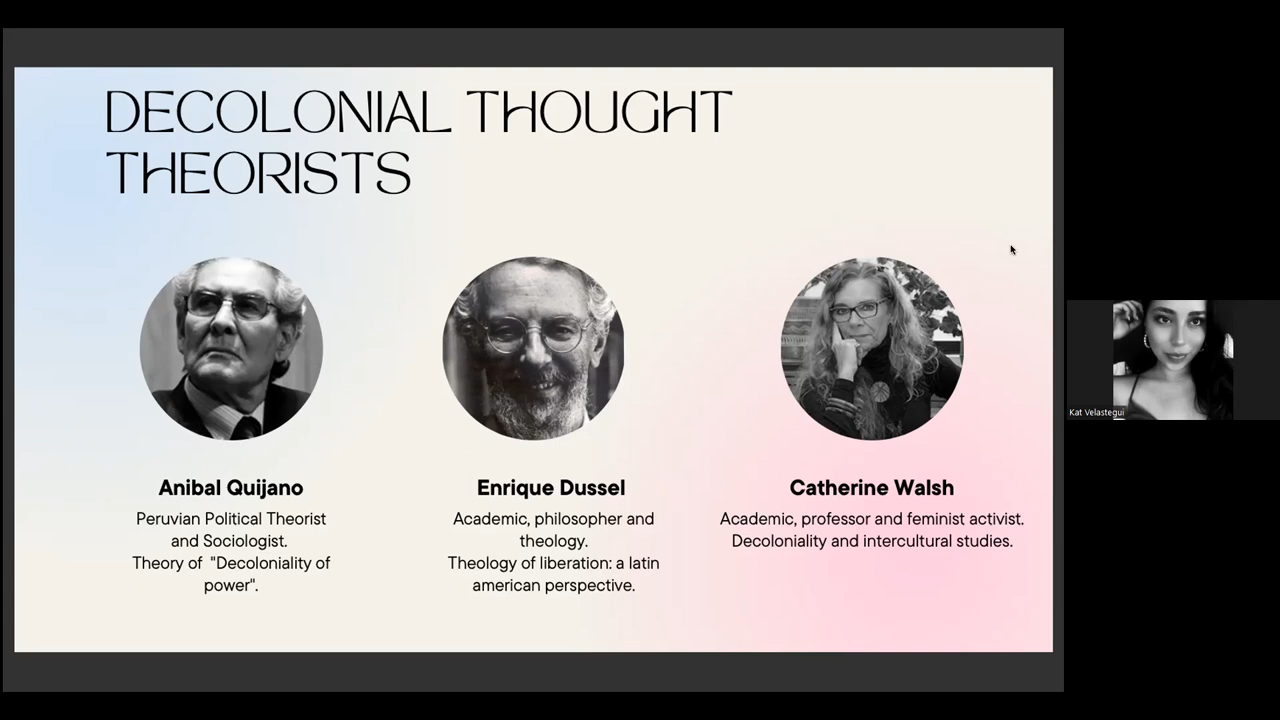 DECOLONIAL THOUGHT
THEORISTS
Anibal Quijano
Peruvian Political Theorist
and Sociologist.
Theory of "Decoloniality of
power".
Enrique Dussel
Academic, philosopher and
theology.
Theology of liberation: a latin
american perspective.
Catherine Walsh
Academic, professor and feminist activist.
Decoloniality and intercultural studies.
Kat Velastegui